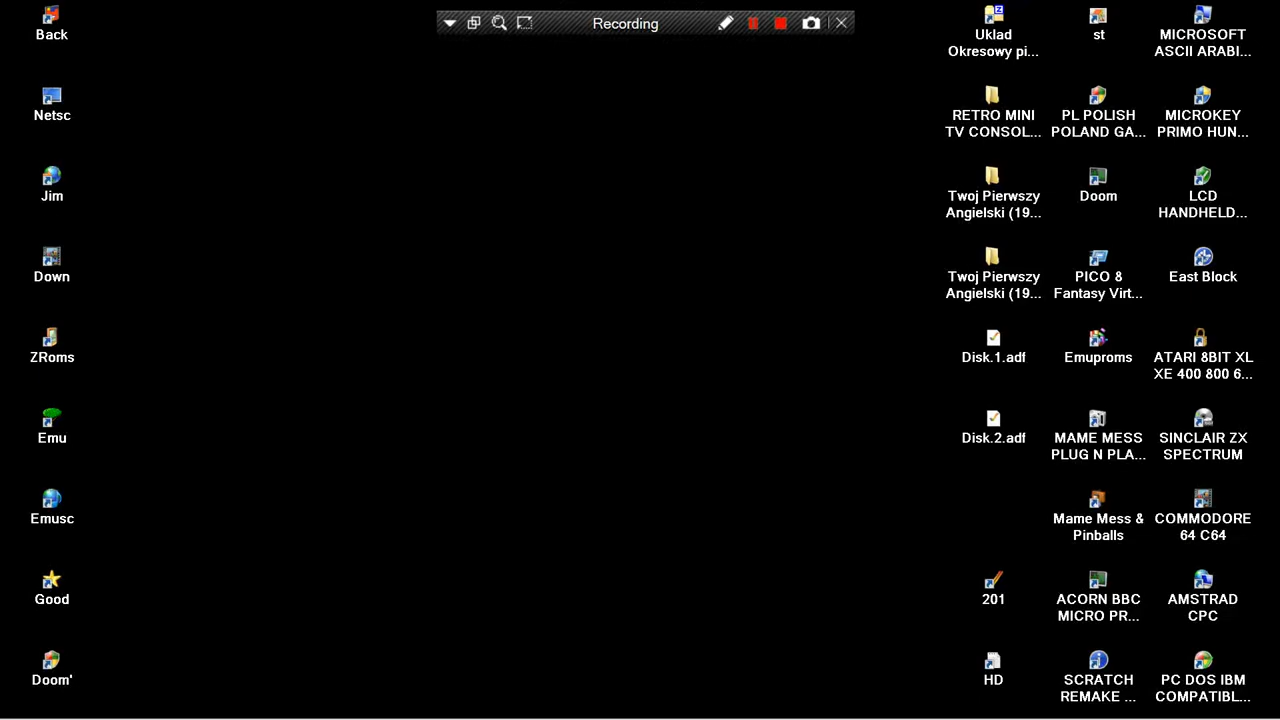 Recording
Back
Netsc
Jim
Down
ZRoms
Emu
Emusc
Good
Doom'
Uklad
Okresowy pi...
RETRO MINI
TV CONSOL...
Twoj Pierwszy
Angielski (19...
Twoj Pierwszy
Angielski (19...
Disk.1.adf
Disk.2.adf
201
HD
st
PL POLISH
POLAND GA...
Doom
PICO 8
Fantasy Virt...
Emuproms
MAME MESS
PLUG N PLA...
Mame Mess &
Pinballs
ACORN BBC
MICRO PR...
SCRATCH
REMAKE ...
MICROSOFT
ASCII ARABI...
MICROKEY
PRIMO HUN...
LCD
HANDHELD...
East Block
ATARI 8BIT XL
XE 400 800 6...
SINCLAIR ZX
SPECTRUM
COMMODORE
64 C64
AMSTRAD
CPC
PC DOS IBM
COMPATIBL...